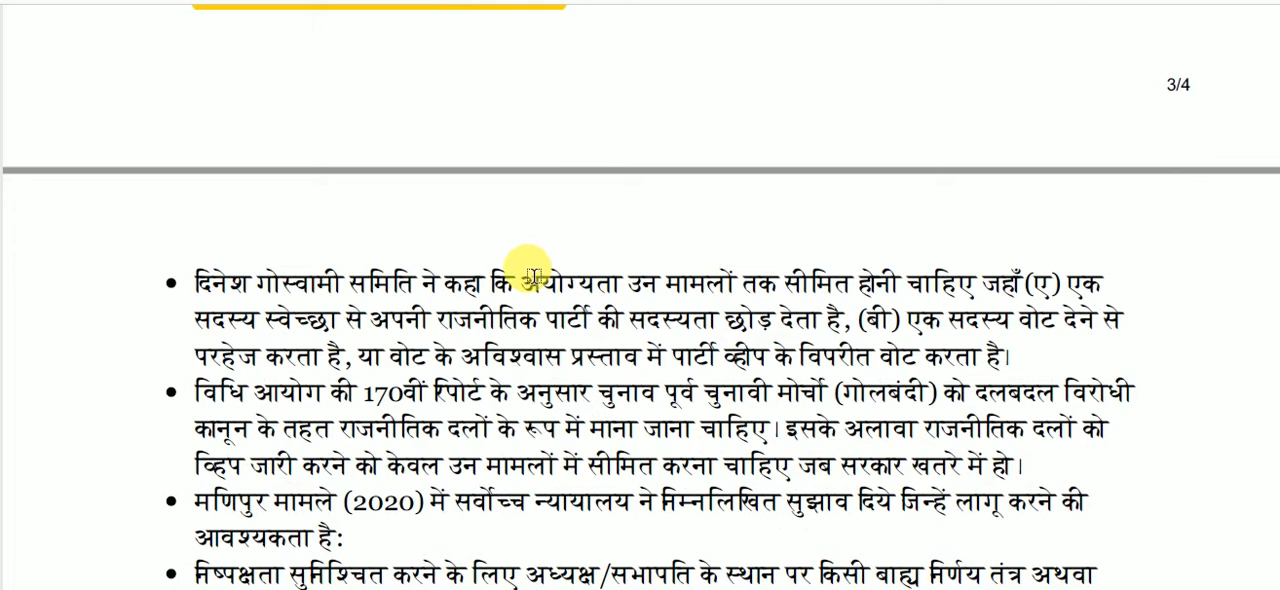 3/4
• दिनेश गोस्वामी समिति ने कहा कि अयोग्यता उन मामलों तक सीमित होनी चाहिए जहाँ (ए) एक
सदस्य स्वेच्छा से अपनी राजनीतिक पार्टी की सदस्यता छोड़ देता है, (बी) एक सदस्य वोट देने से
परहेज करता है, या वोट के अविश्वास प्रस्ताव में पार्टी व्हीप के विपरीत वोट करता है।
• विधि आयोग की 170वीं रिपोर्ट के अनुसार चुनाव पूर्व चुनावी मोर्चो (गोलबंदी) को दलबदल विरोधी
कानून के तहत राजनीतिक दलों के रूप में माना जाना चाहिए। इसके अलावा राजनीतिक दलों को
व्हिप जारी करने को केवल उन मामलों में सीमित करना चाहिए जब सरकार खतरे में हो।
• मणिपुर मामले (2020) में सर्वोच्च न्यायालय ने निम्नलिखित सुझाव दिये जिन्हें लागू करने की
आवश्यकता है:
• निष्पक्षता सुनिश्चित करने के लिए अध्यक्ष/सभापति के स्थान पर किसी बाह्य निर्णय तंत्र अथवा